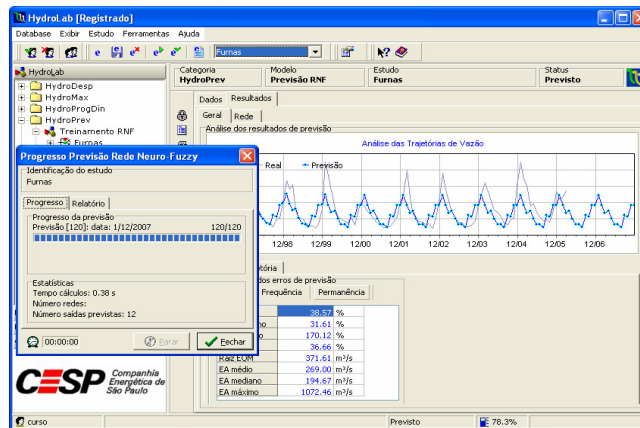 HydroLab [Registrado]
Database Exibir Estudo Ferramentas Ajuda
Furnas
HydroLab
HydroDesp
HydroMax
HydroProgDin
HydroPrev
Treinamento RNF
Furnas
Categoria
HydroPrev
Modelo
Previsão RNF
Estudo
Furnas
Status
Previsto
Dados Resultados
Geral Rede
Análise dos resultados de previsão
Análise das Trajetórias de Vazão
Real Previsão
12/98 12/99 12/00 12/01 12/02 12/03 12/04 12/05 12/06
Progresso Previsão Rede Neuro-Fuzzy
Identificação do estudo
Furnas
Progresso Relatório
Progresso da previsão
Previsão [120]: data: 1/12/2007 120/120
Estatísticas
Tempo cálculos: 0.38 s
Número redes:
Número saídas previstas: 12
00:00:00 Parar Fechar
tória
dos erros de previsão
Frequência Permanência
38.57 %
no 31.61 %
o 170.12 %
36.66 %
Raiz EQM 371.61 m³/s
EA médio 269.00 m³/s
EA mediano 194.67 m³/s
EA máximo 1072.46 m³/s
CESP Companhia
Energética de
São Paulo
curso Previsto 78.3%